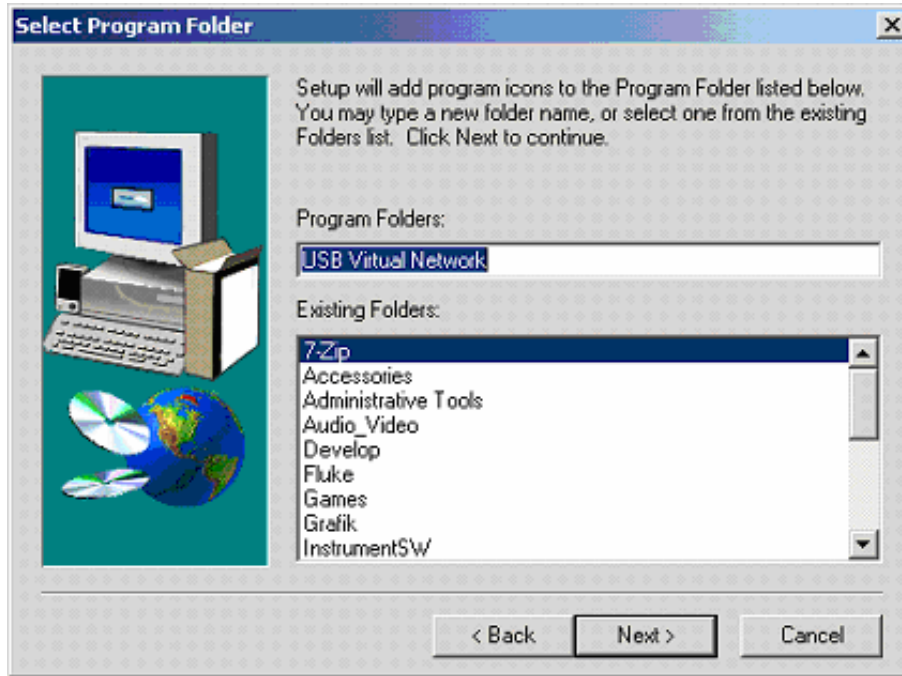 Select Program Folder
Setup will add program icons to the Program Folder listed below.
You may type a new folder name, or select one from the existing
Folders list. Click Next to continue.
Program Folders:
USB Virtual Network
Existing Folders:
7-Zip
Accessories
Administrative Tools
Audio_Video
Develop
Fluke
Games
Grafik
InstrumentSW
< Back
Next >
Cancel